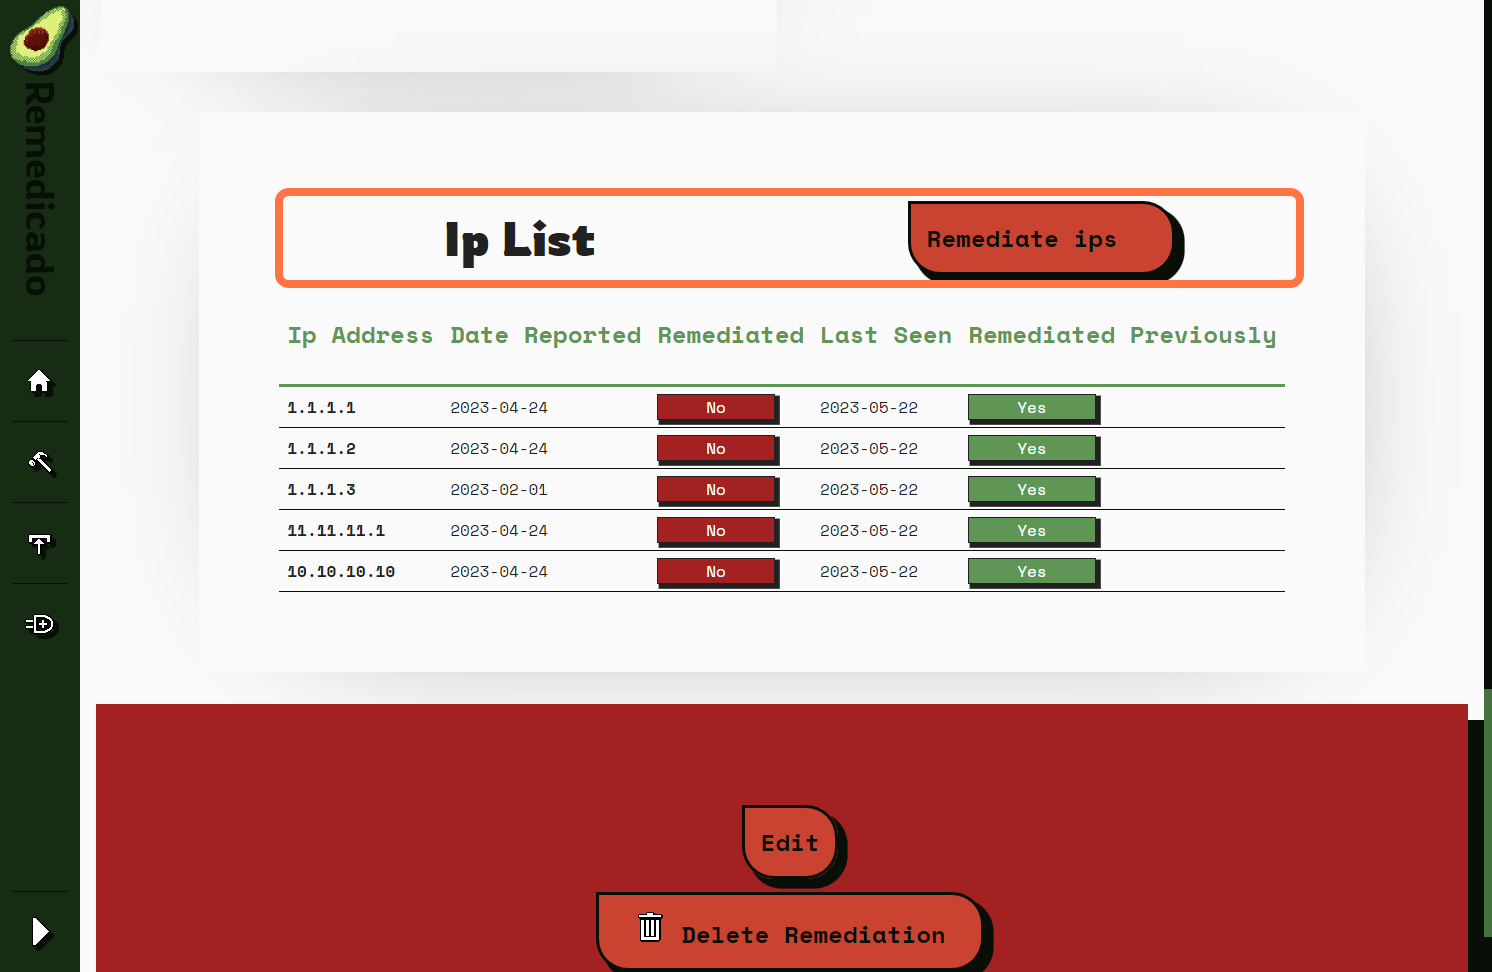 Remedicado
Ip List
Remediate ips
Ip Address Date Reported Remediated Last Seen Remediated Previously
1.1.1.1 2023-04-24 No 2023-05-22 Yes
1.1.1.2 2023-04-24 No 2023-05-22 Yes
1.1.1.3 2023-02-01 No 2023-05-22 Yes
11.11.11.1 2023-04-24 No 2023-05-22 Yes
10.10.10.10 2023-04-24 No 2023-05-22 Yes
Edit
Delete Remediation